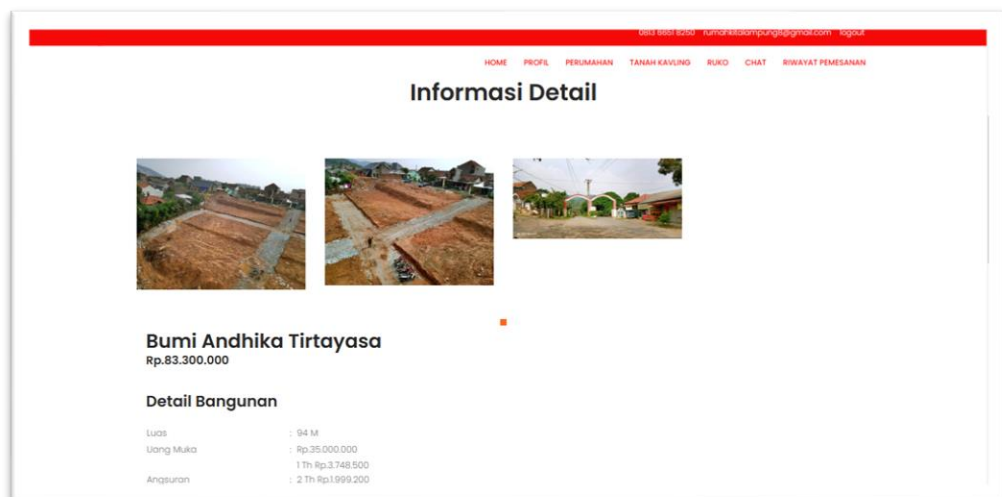 0813 6651 8250 rumahkitalampung8@gmail.com logout
HOME PROFIL PERUMAHAN TANAH KAVLING RUKO CHAT RIWAYAT PEMESANAN
Informasi Detail
Bumi Andhika Tirtayasa
Rp.83.300.000
Detail Bangunan
Luas : 94 M
Uang Muka : Rp.35.000.000
1 Th Rp.3.748.500
Angsuran : 2 Th Rp.1.999.200